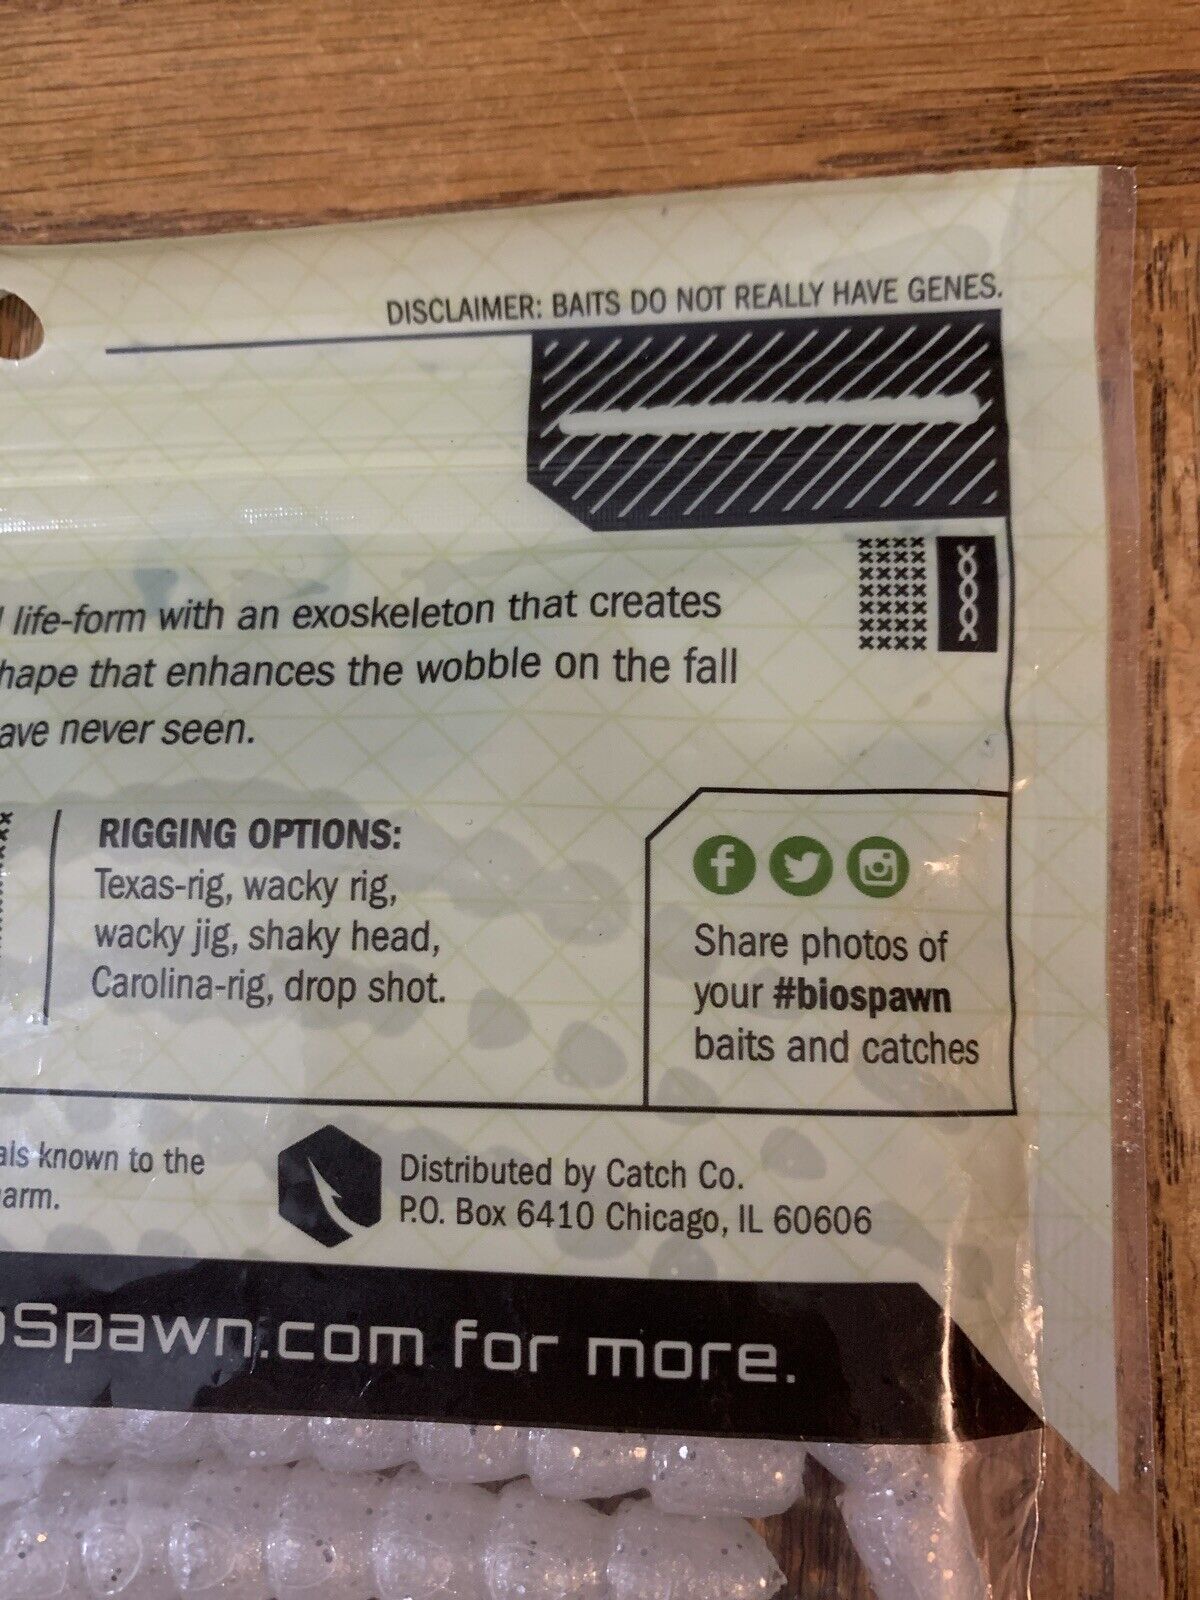 DISCLAIMER: BAITS DO NOT REALLY HAVE GENES.
life-form with an exoskeleton that creates
hape that enhances the wobble on the fall
ave never seen.
RIGGING OPTIONS:
Texas-rig, wacky rig,
wacky jig, shaky head,
Carolina-rig, drop shot.
Share photos of
your #biospawn
baits and catches
als known to the
arm.
Distributed by Catch Co.
P.O. Box 6410 Chicago, IL 60606
oSpawn.com for more.